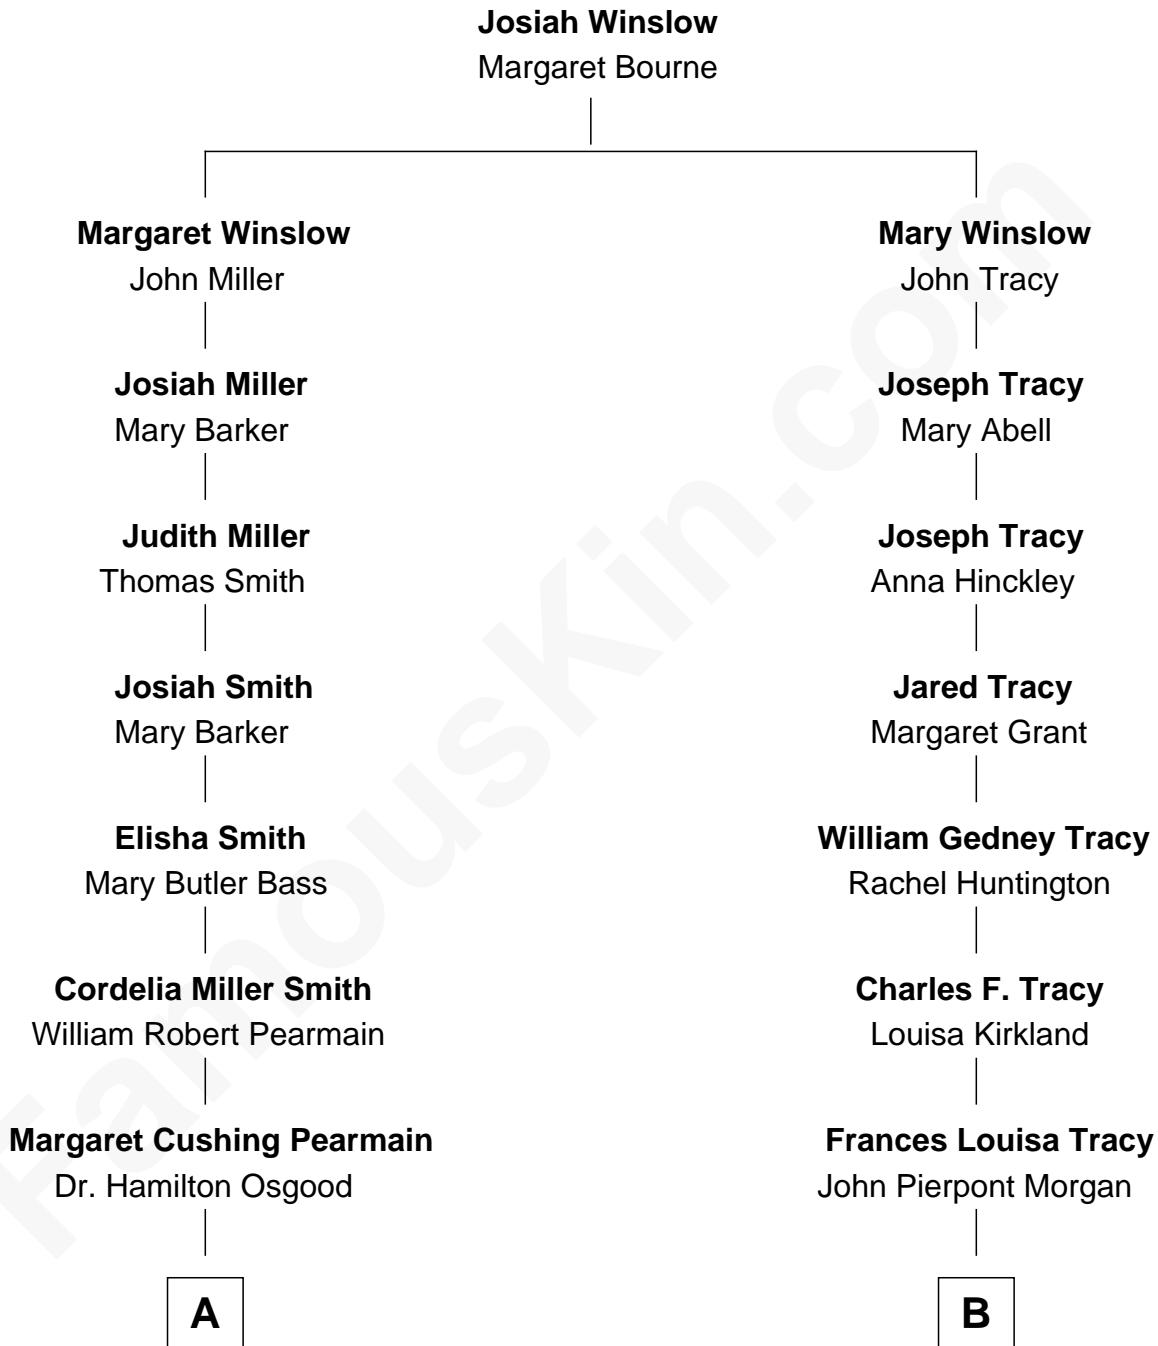 Josiah Winslow
Margaret Bourne
Margaret Winslow
John Miller
Mary Winslow
John Tracy
Josiah Miller
Mary Barker
Joseph Tracy
Mary Abell
Judith Miller
Thomas Smith
Joseph Tracy
Anna Hinckley
Josiah Smith
Mary Barker
Jared Tracy
Margaret Grant
Elisha Smith
Mary Butler Bass
William Gedney Tracy
Rachel Huntington
Cordelia Miller Smith
William Robert Pearmain
Charles F. Tracy
Louisa Kirkland
Margaret Cushing Pearmain
Dr. Hamilton Osgood
Frances Louisa Tracy
John Pierpont Morgan
A
B
FamousKin.com